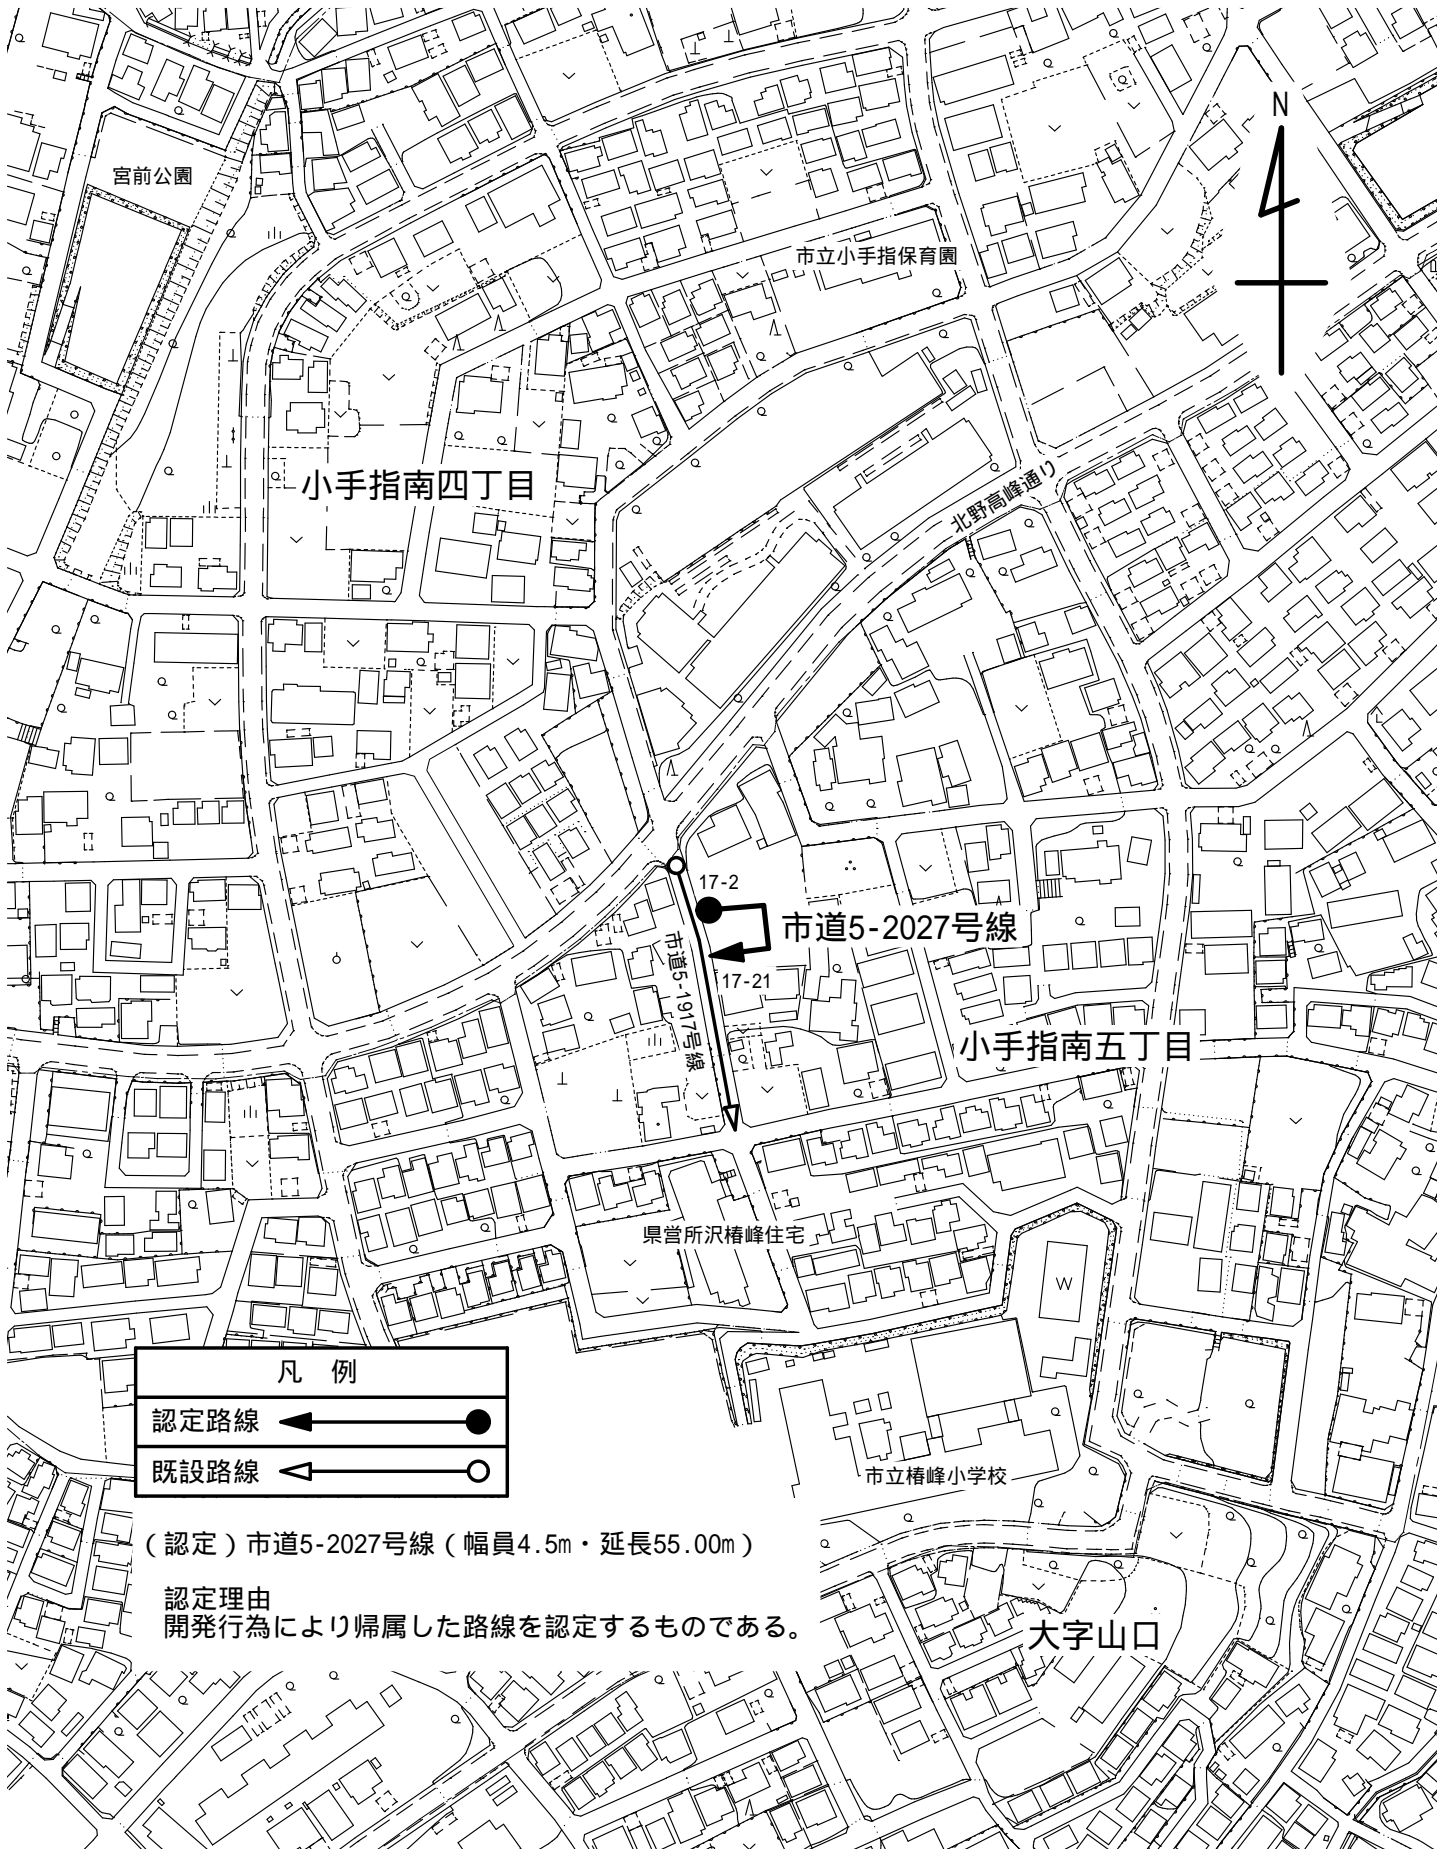 N
宮前公園
市立小手指保育園
小手指南四丁目
北野高峰通り
17-2
市道5-2027号線
市道5-1917号線
17-21
小手指南五丁目
県営所沢椿峰住宅
凡 例
認定路線
既設路線
市立椿峰小学校
（認定）市道5-2027号線（幅員4.5m・延長55.00m）
認定理由
開発行為により帰属した路線を認定するものである。
大字山口